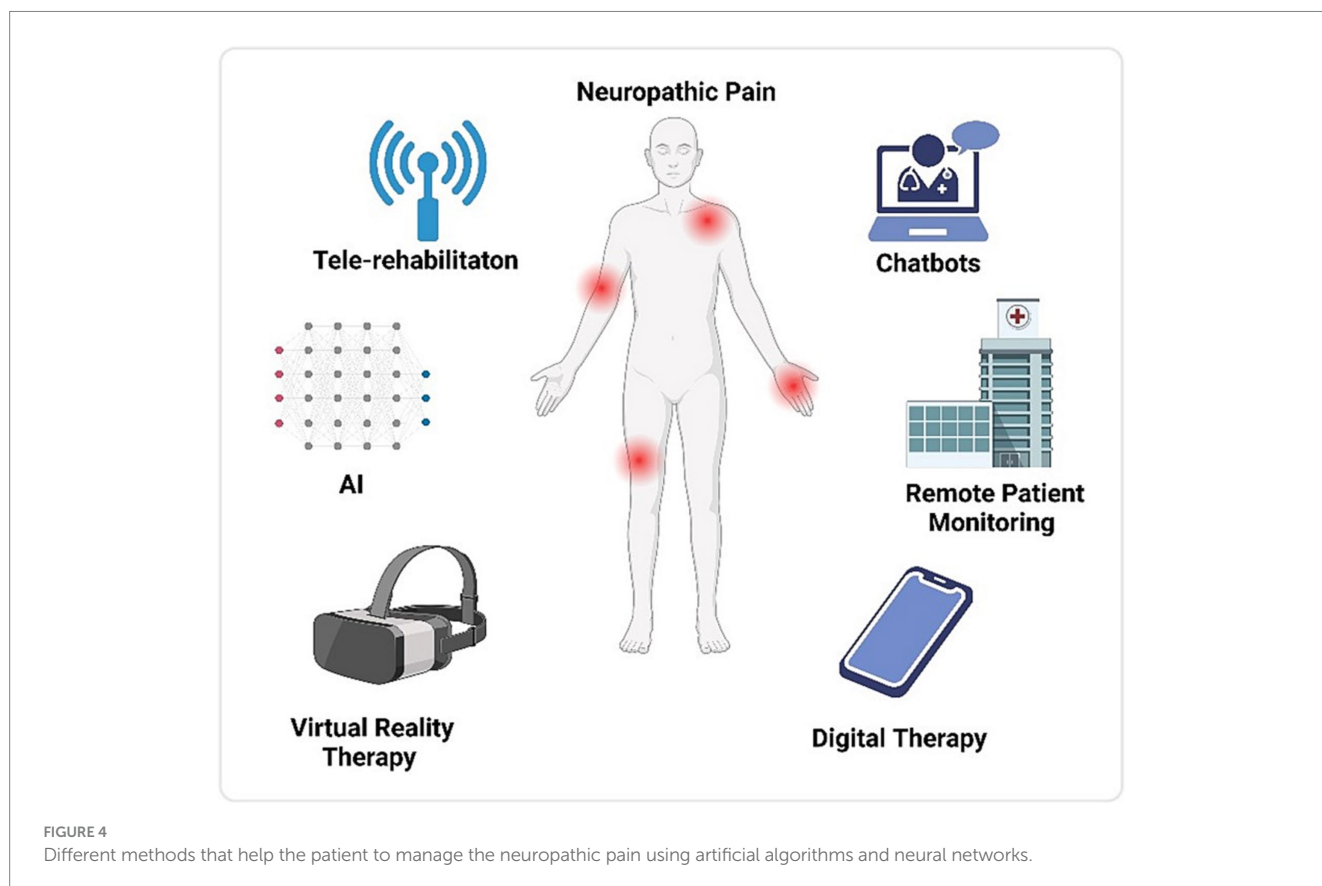 Neuropathic Pain
Tele-rehabilitaton
Chatbots
AI
Remote Patient
Monitoring
Virtual Reality
Therapy
Digital Therapy
FIGURE 4
Different methods that help the patient to manage the neuropathic pain using artificial algorithms and neural networks.